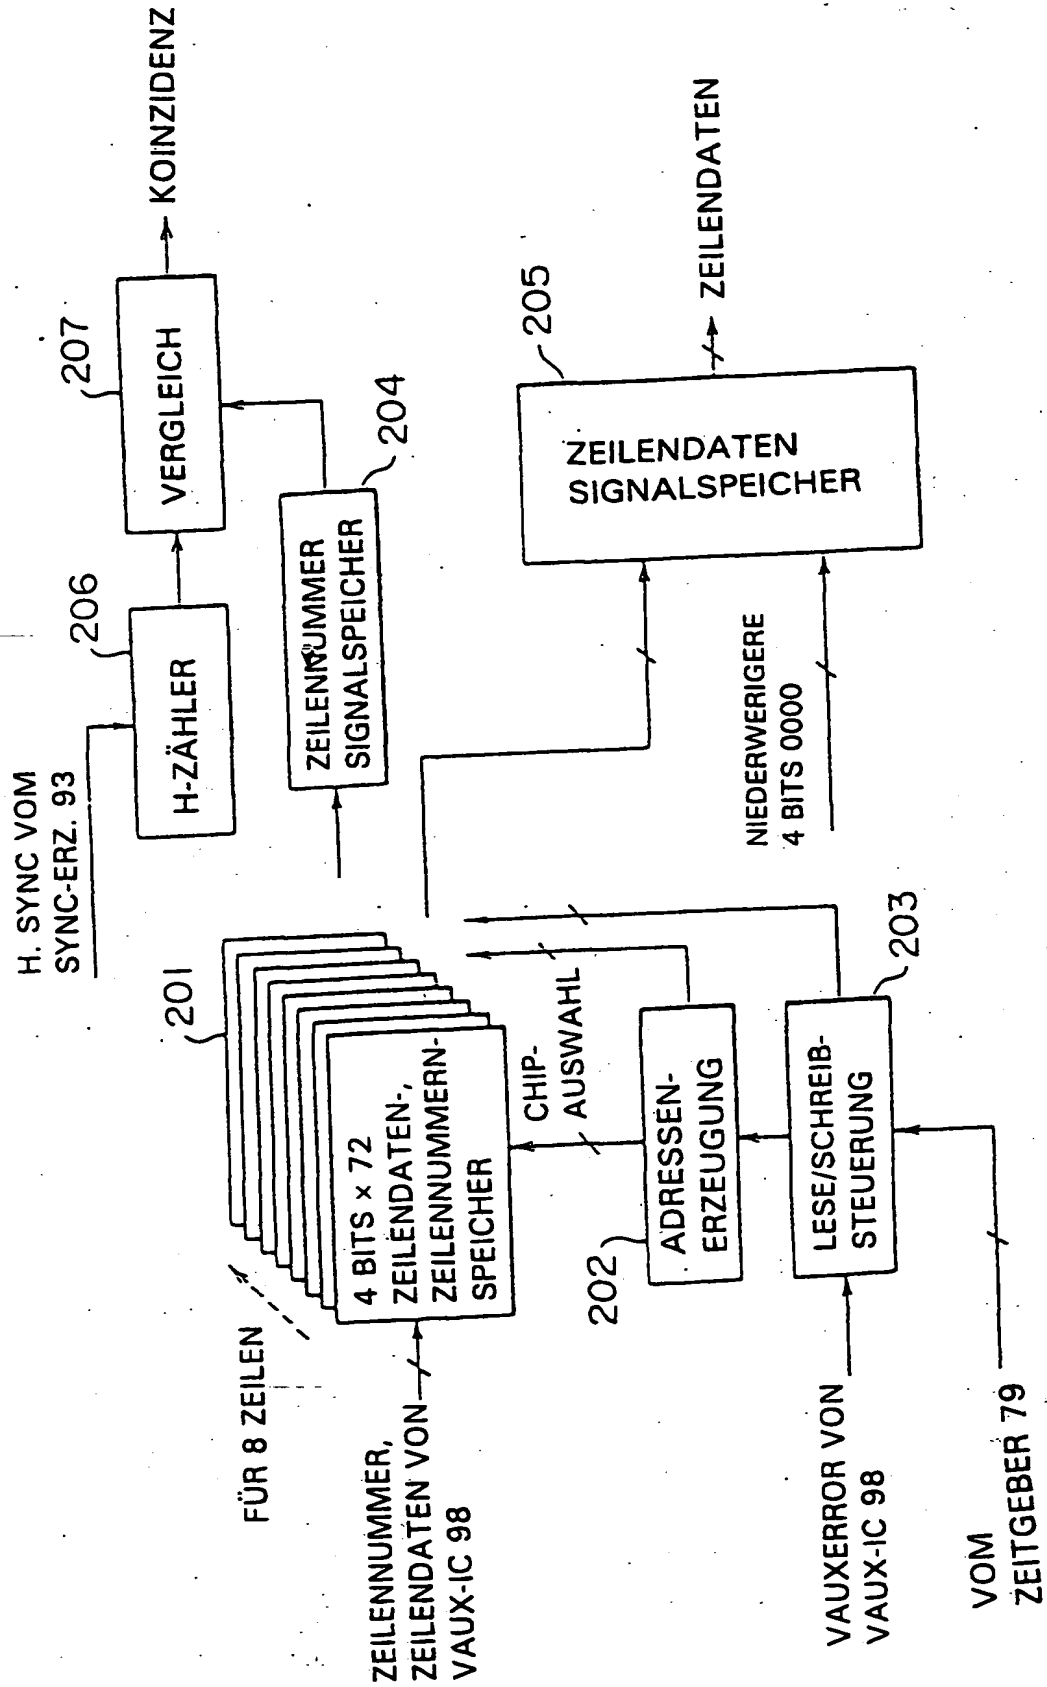 H. SYNC VOM
SYNC-ERZ. 93
206
H-ZÄHLER
207
VERGLEICH
KOINZIDENZ
204
ZEILENNUMMER
SIGNALSPEICHER
FÜR 8 ZEILEN
201
4 BITS × 72
ZEILENDATEN-,
ZEILENNUMMERN-
SPEICHER
ZEILENNUMMER,
ZEILENDATEN VON
VAUX-IC 98
CHIP-
AUSWAHL
202
ADRESSEN-
ERZEUGUNG
203
LESE/SCHREIB-
STEUERUNG
VAUXERROR VON
VAUX-IC 98
VOM
ZEITGEBER 79
NIEDERWERIGERE
4 BITS 0000
205
ZEILENDATEN
SIGNALSPEICHER
ZEILENDATEN